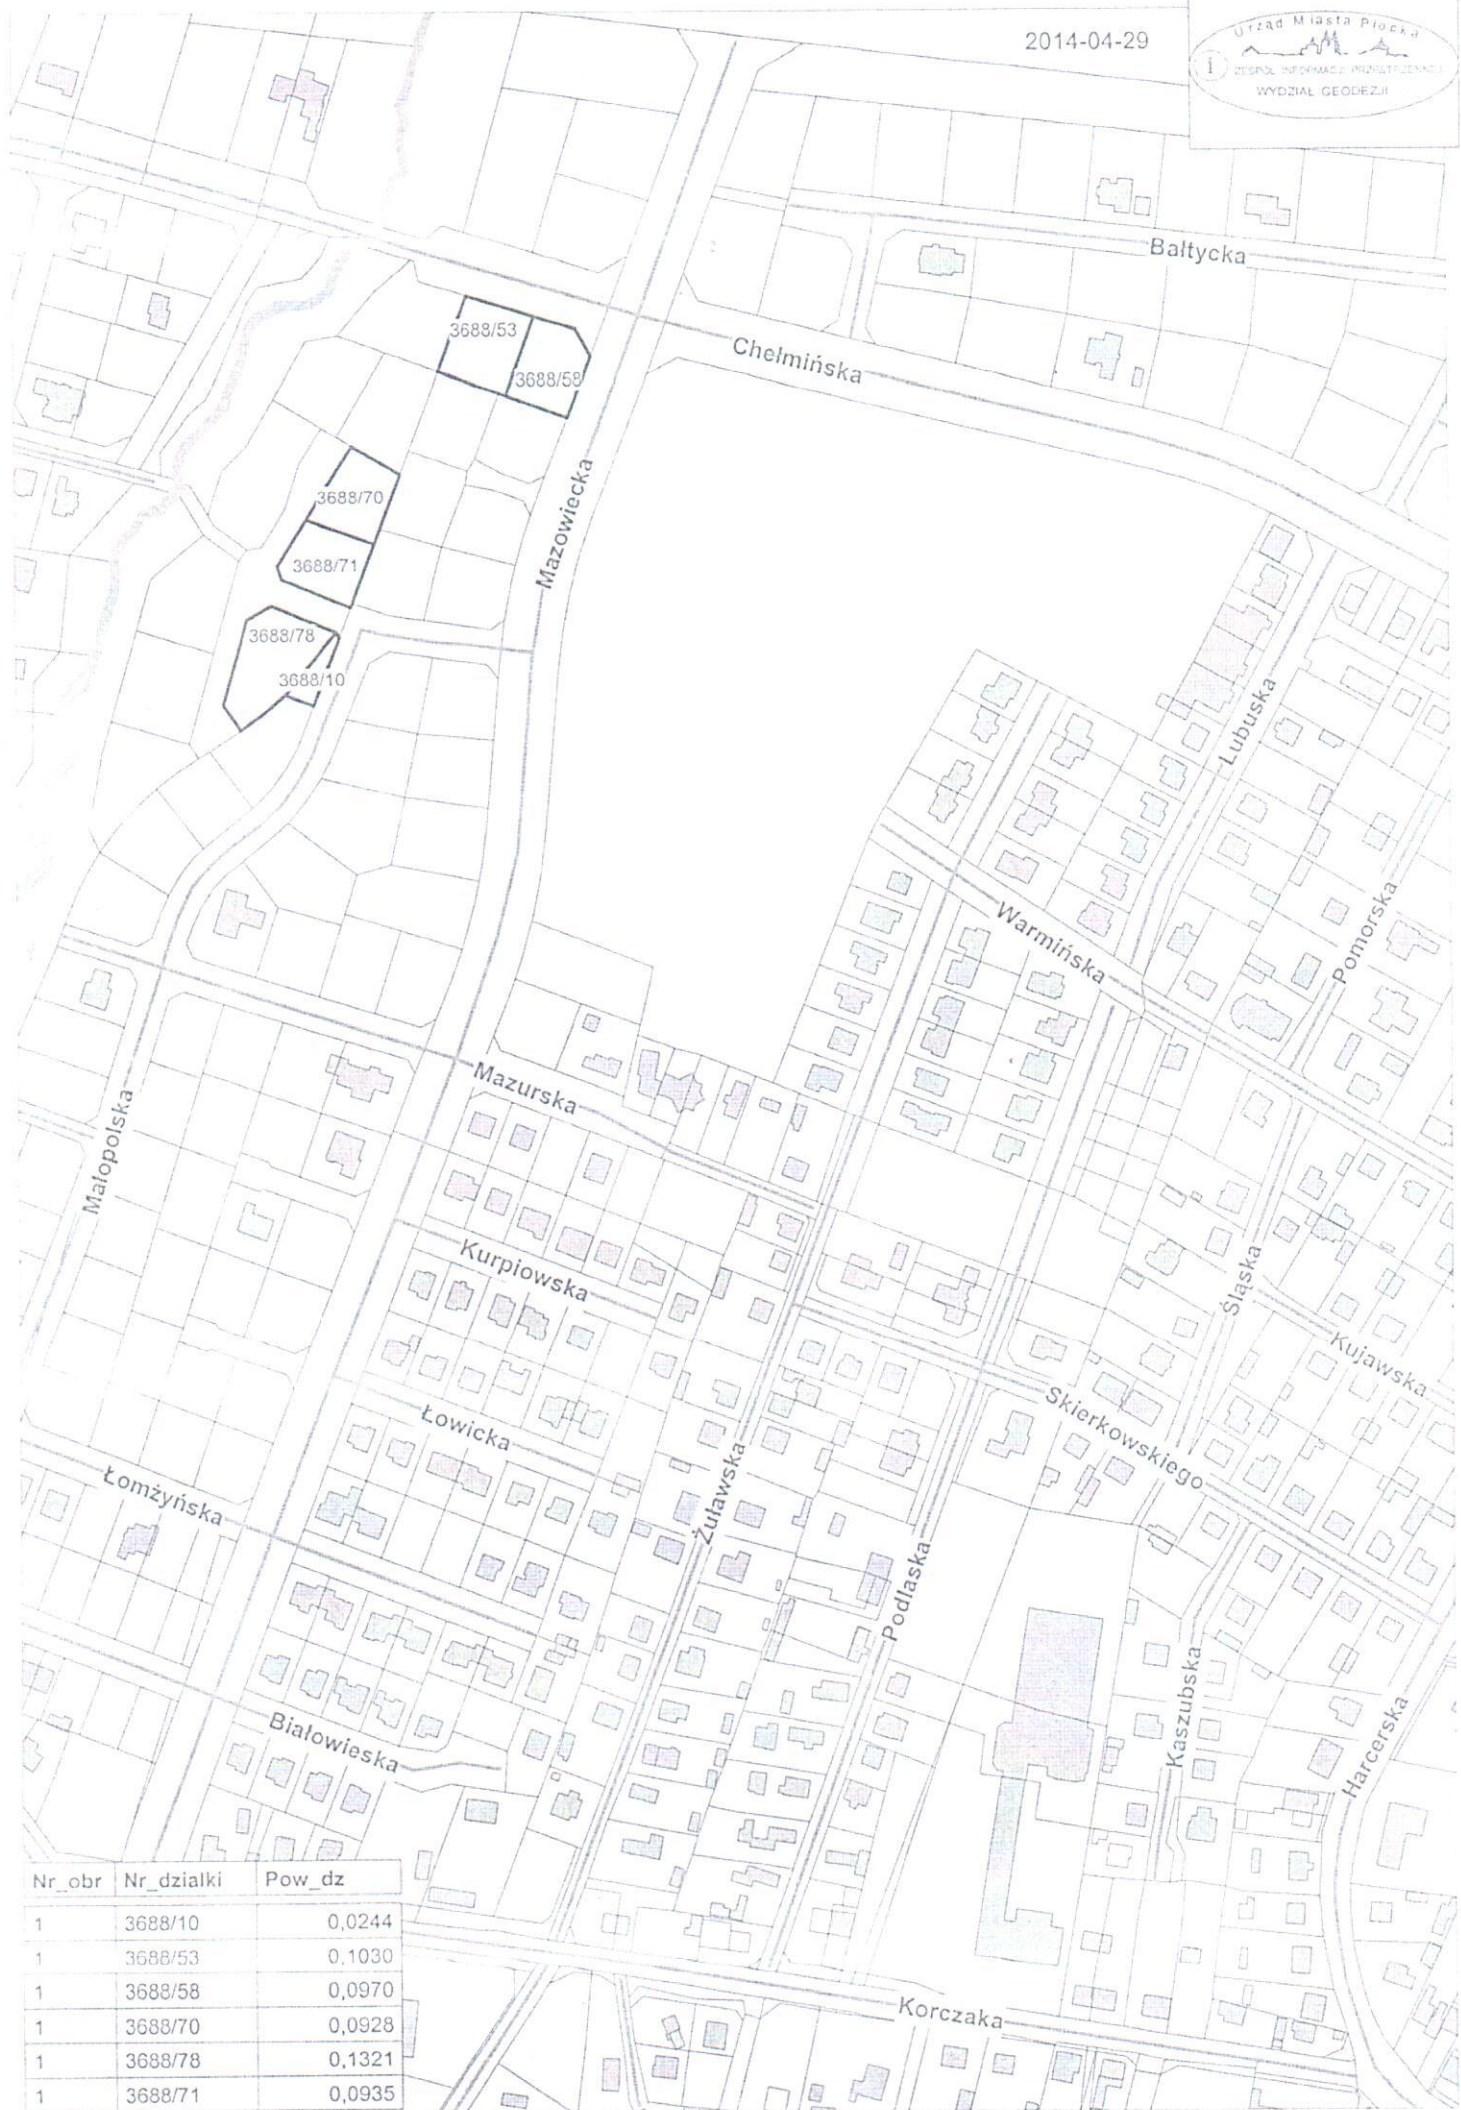 2014-04-29
Urząd Miasta Płocka
i
ZESPÓŁ INFORMACJI PRZESTRZENNEJ
WYDZIAŁ GEODEZJI
Bałtycka
3688/53
Chełmińska
3688/58
Mazowiecka
3688/70
3688/71
3688/78
3688/10
Lubuska
Pomorska
Warmińska
Mazurska
Małopolska
Kurpiowska
Śląska
Kujawska
Łowicka
Skierkowskiego
Łomżyńska
Żuławska
Podlaska
Kaszubska
Harcerska
Białowieska
Korczaka
Nr_obr Nr_dzialki Pow_dz
1 3688/10 0,0244
1 3688/53 0,1030
1 3688/58 0,0970
1 3688/70 0,0928
1 3688/78 0,1321
1 3688/71 0,0935